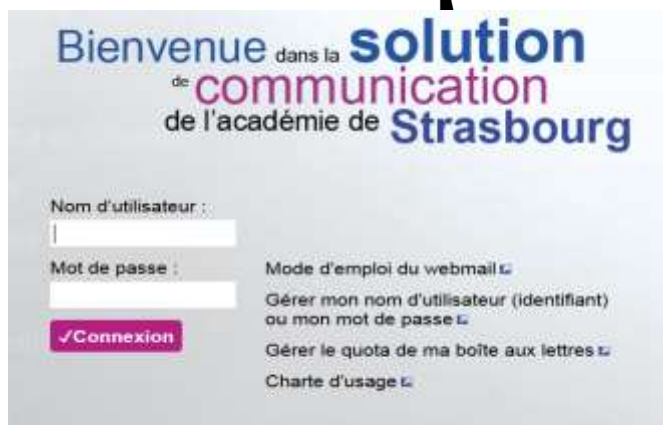 Bienvenue dans la solution
de communication
de l'académie de Strasbourg
Nom d'utilisateur :
Mot de passe :
✓Connexion
Mode d'emploi du webmail
Gérer mon nom d'utilisateur (identifiant)
ou mon mot de passe
Gérer le quota de ma boîte aux lettres
Charte d'usage